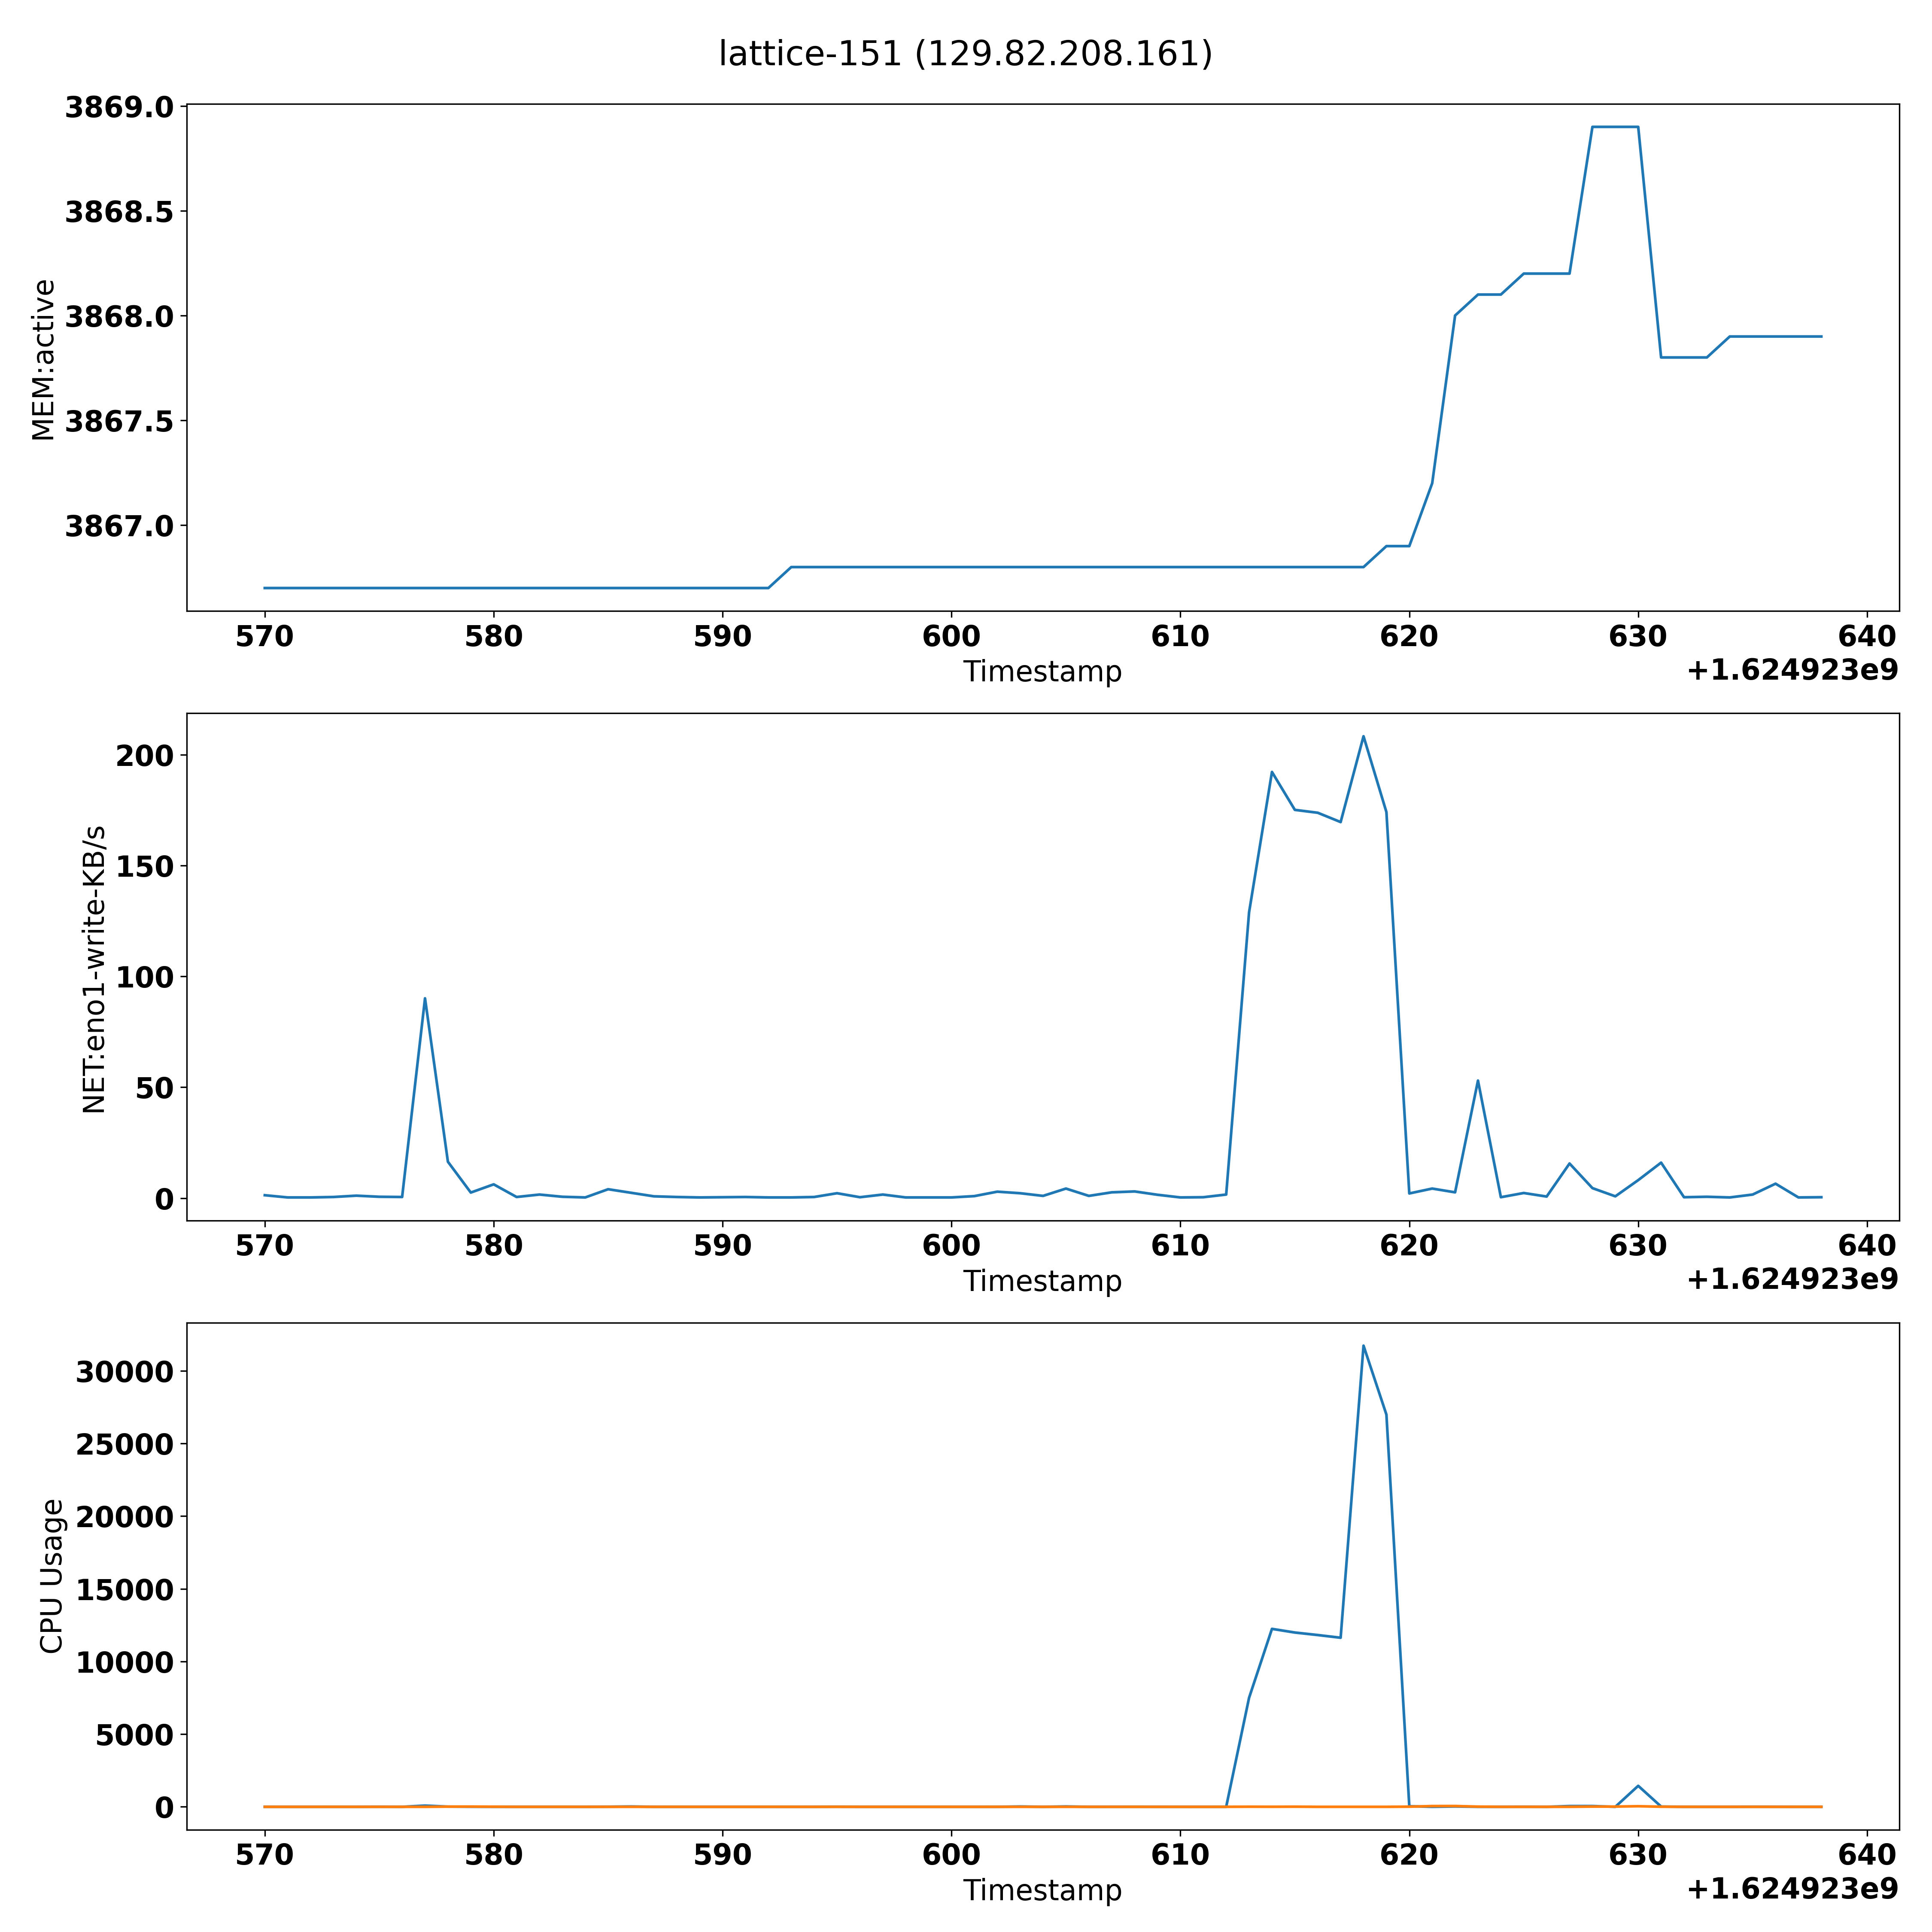 lattice-151 (129.82.208.161)
3869.0
3868.5
3868.0
3867.5
3867.0
MEM:active
570 580 590 600 610 620 630 640
Timestamp
+1.624923e9
200
150
100
50
0
NET:eno1-write-KB/s
570 580 590 600 610 620 630 640
Timestamp
+1.624923e9
30000
25000
20000
15000
10000
5000
0
CPU Usage
570 580 590 600 610 620 630 640
Timestamp
+1.624923e9